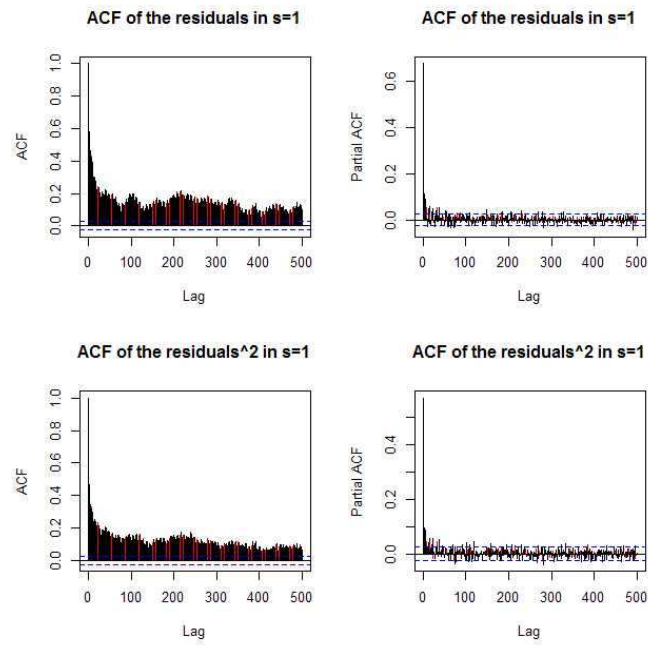 ACF of the residuals in s=1
ACF
0.0 0.2 0.4 0.6 0.8 1.0
0 100 200 300 400 500
Lag
ACF of the residuals in s=1
Partial ACF
0.0 0.2 0.4 0.6
0 100 200 300 400 500
Lag
ACF of the residuals^2 in s=1
ACF
0.0 0.2 0.4 0.6 0.8 1.0
0 100 200 300 400 500
Lag
ACF of the residuals^2 in s=1
Partial ACF
0.0 0.2 0.4
0 100 200 300 400 500
Lag